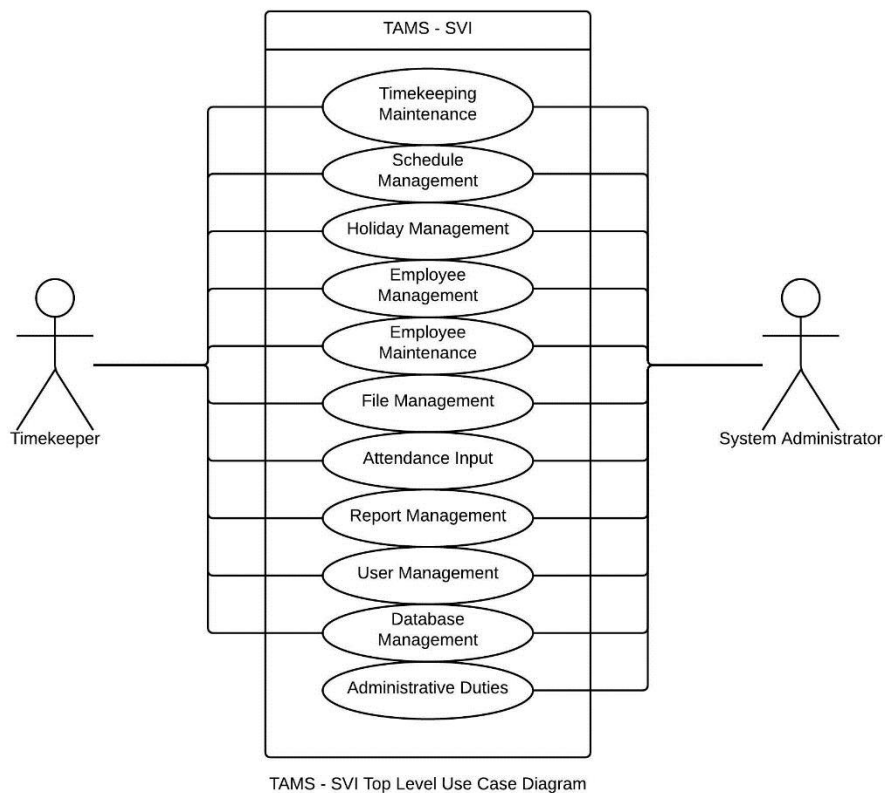 TAMS - SVI
Timekeeping
Maintenance
Schedule
Management
Holiday Management
Employee
Management
Employee
Maintenance
File Management
Attendance Input
Report Management
User Management
Database
Management
Administrative Duties
Timekeeper
System Administrator
TAMS - SVI Top Level Use Case Diagram